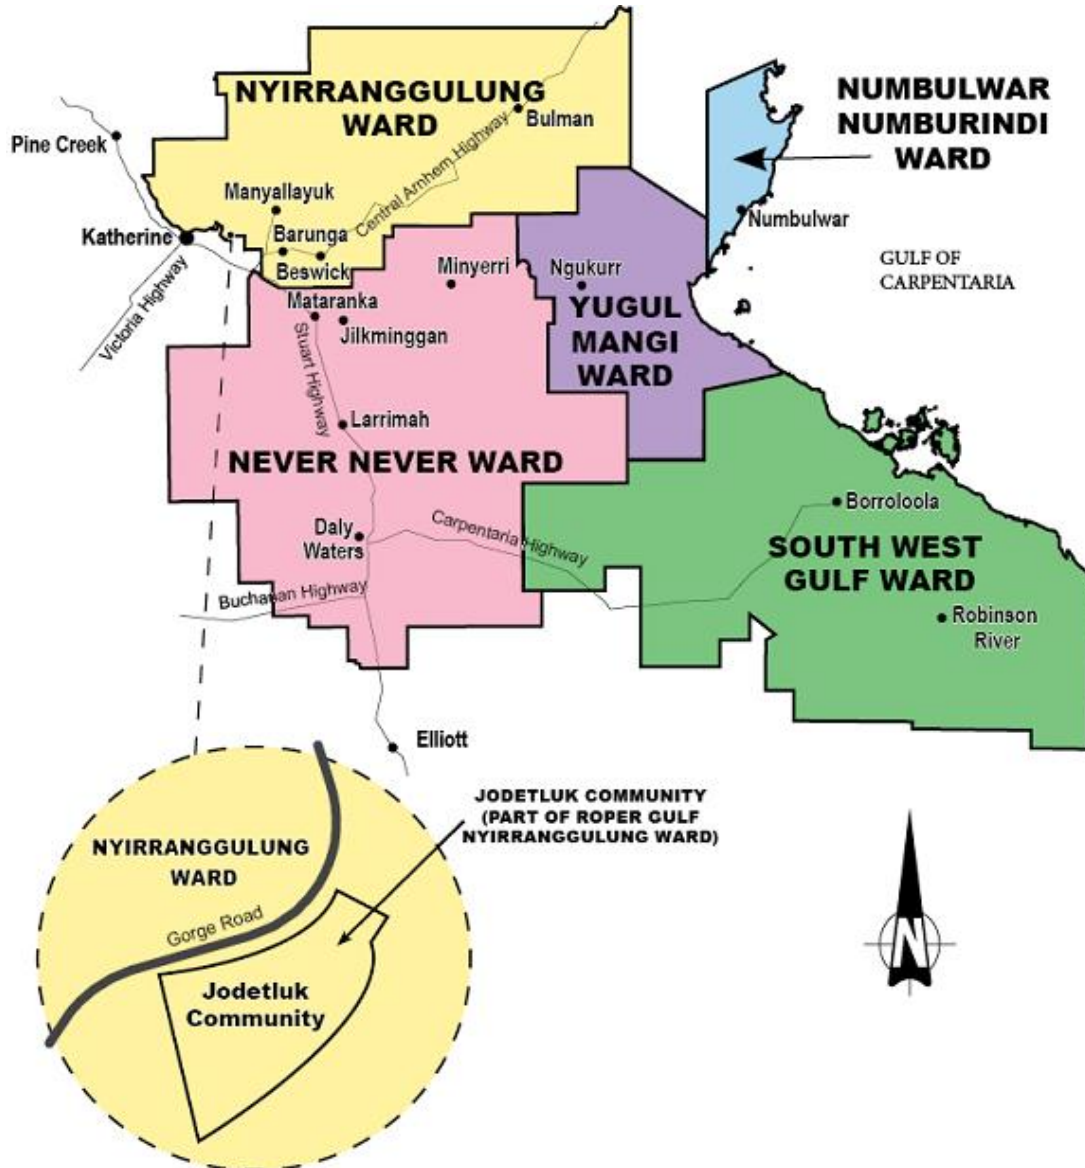 NYIRRANGGULUNG
WARD
Bulman
Central Arnhem Highway
NUMBULWAR
NUMBURINDI
WARD
Pine Creek
Manyallayuk
Numbulwar
Katherine
Barunga
Beswick
Minyerri
Ngukurr
GULF OF
CARPENTARIA
Victoria Highway
Mataranka
Jilkminggan
YUGUL
MANGI
WARD
Stuart Highway
Larrimah
NEVER NEVER WARD
Borroloola
Daly
Waters
Carpentaria Highway
SOUTH WEST
GULF WARD
Buchanan Highway
Robinson
River
Elliott
JODETLUK COMMUNITY
(PART OF ROPER GULF
NYIRRANGGULUNG WARD)
NYIRRANGGULUNG
WARD
Gorge Road
Jodetluk
Community
N